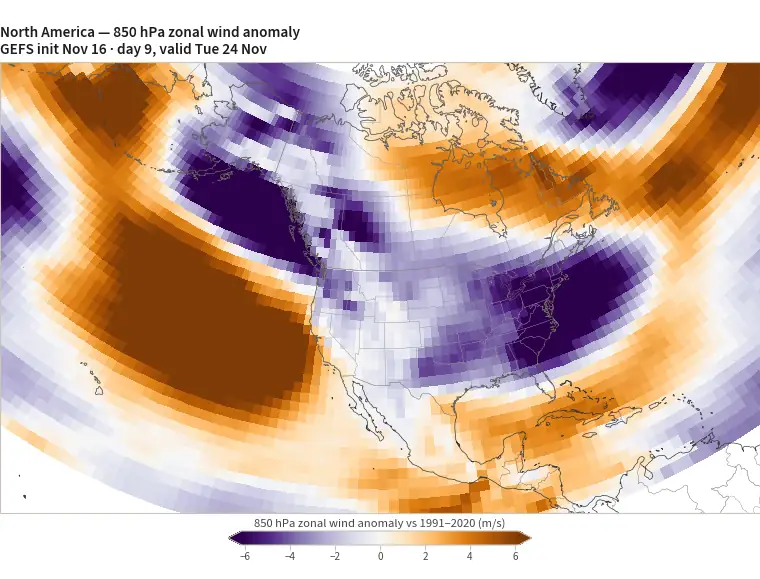 North America — 850 hPa zonal wind anomaly
GEFS init Nov 16 · day 9, valid Tue 24 Nov
850 hPa zonal wind anomaly vs 1991–2020 (m/s)
−6 −4 −2 0 2 4 6